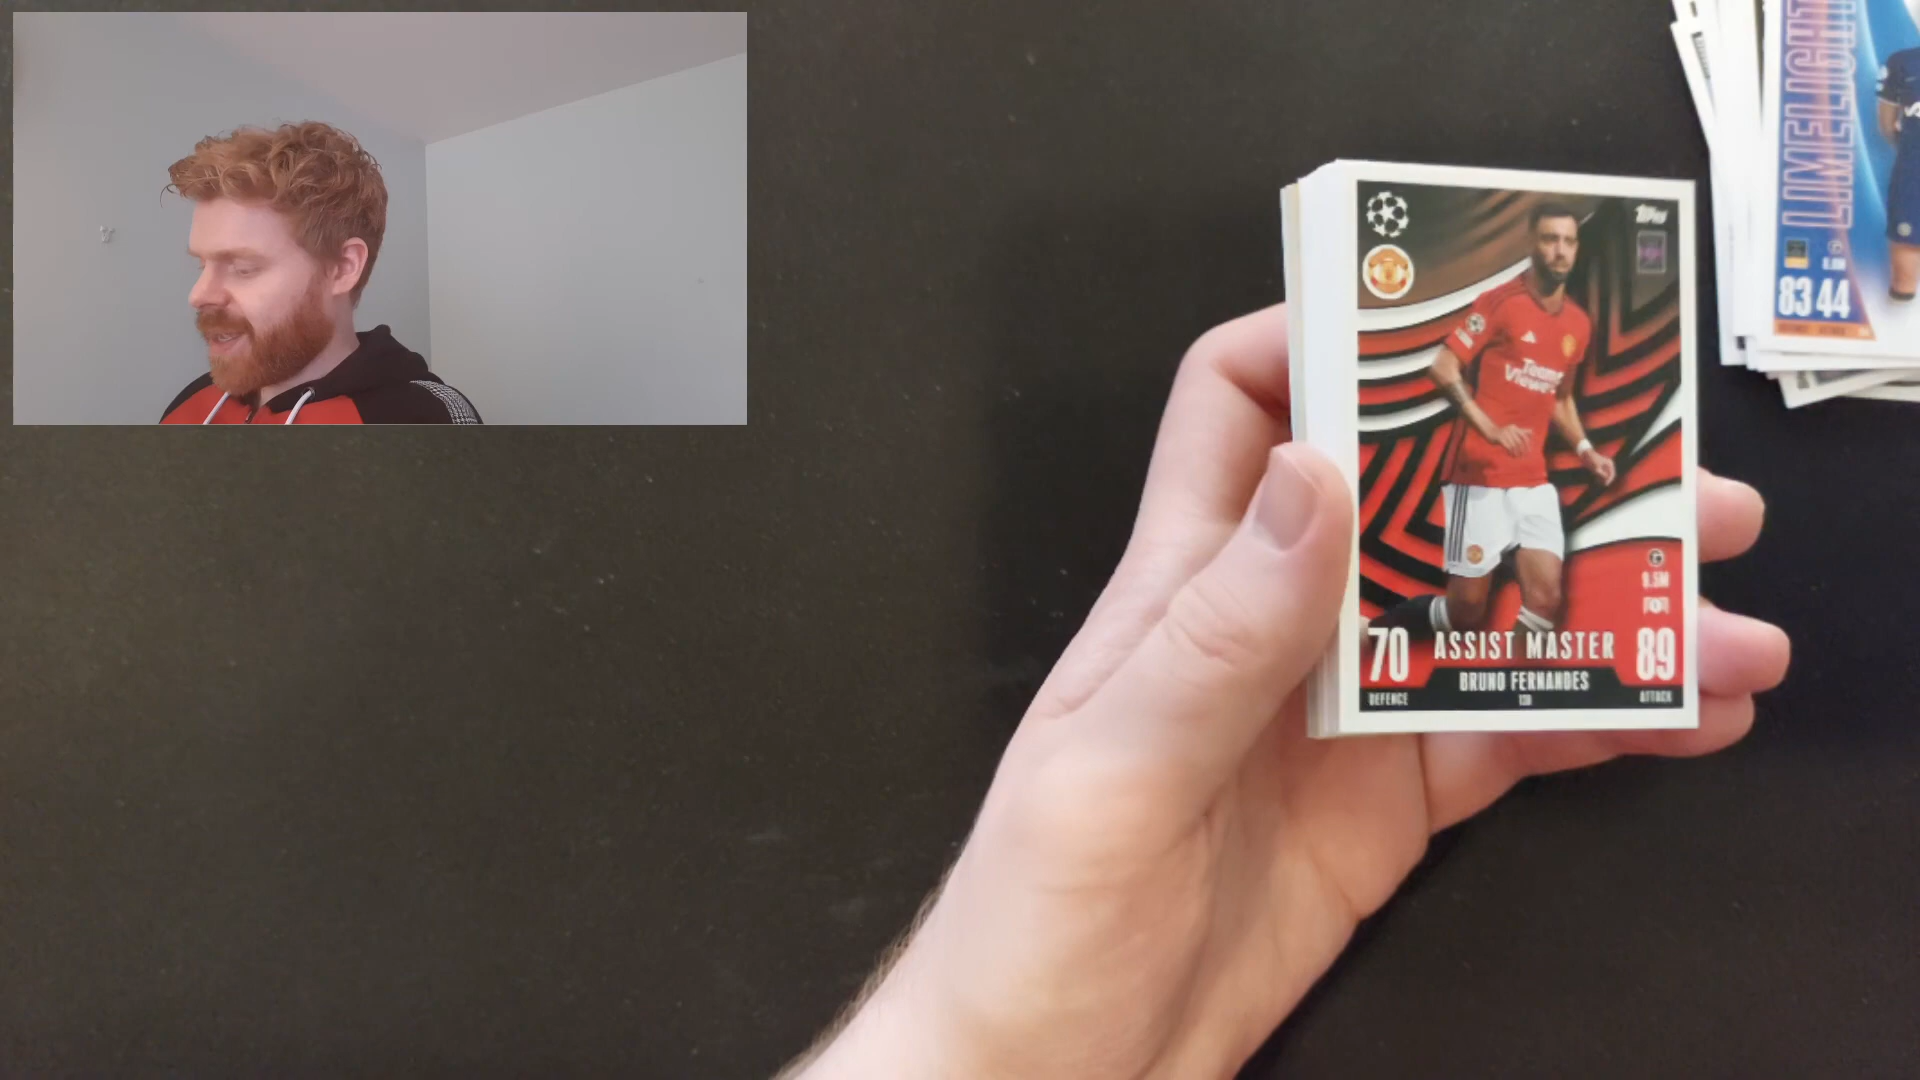 LIMELIGHT
83 44
topps
Team
Viewer
9.5M
70 ASSIST MASTER 89
DEFENCE BRUNO FERNANDES ATTACK